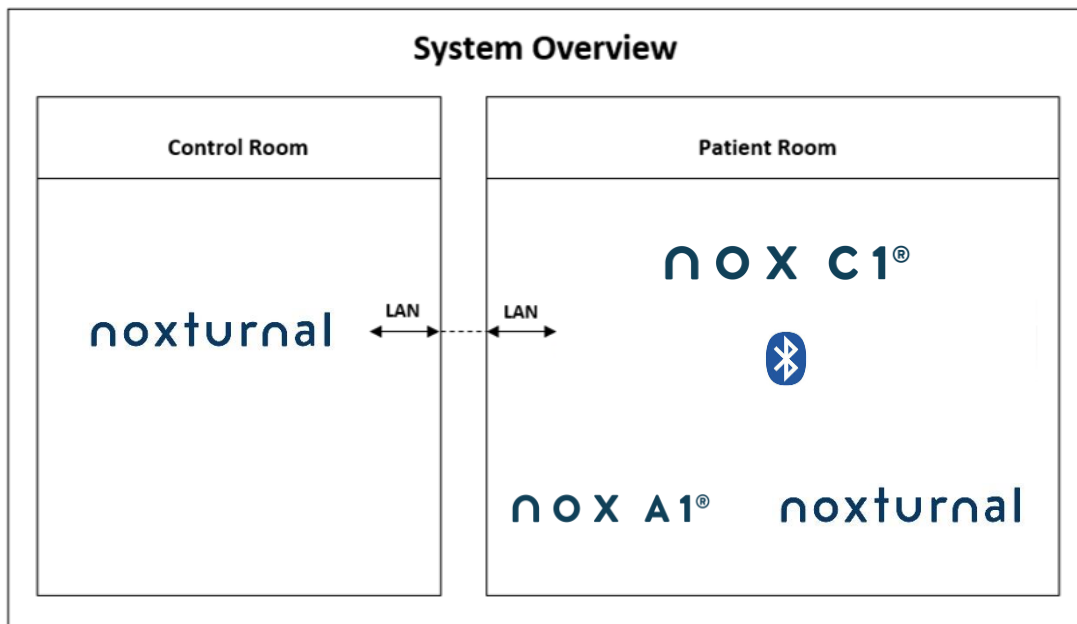 System Overview
Control Room
noxturnal
LAN
LAN
Patient Room
nox C1®
nox A1®
noxturnal